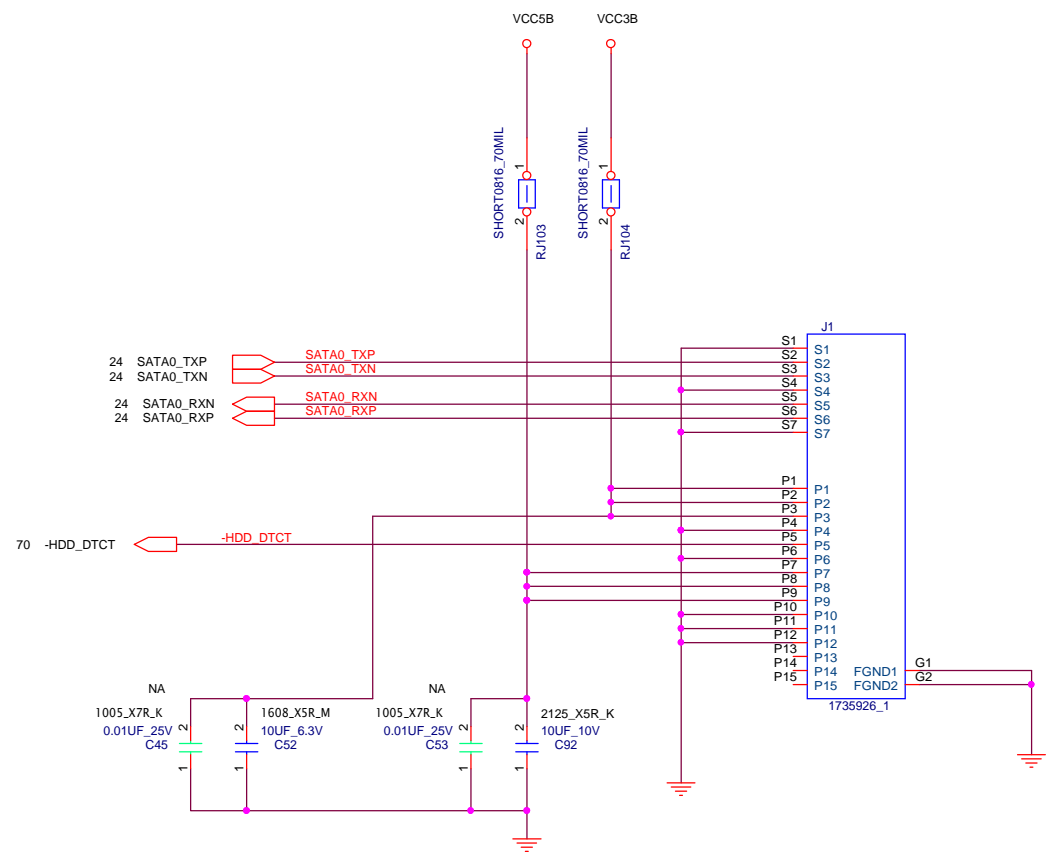 VCC5B
VCC3B
SHORT0816_70MIL
1
2
RJ103
SHORT0816_70MIL
1
2
RJ104
J1
24 SATA0_TXP
SATA0_TXP
24 SATA0_TXN
SATA0_TXN
24 SATA0_RXN
SATA0_RXN
24 SATA0_RXP
SATA0_RXP
S1 S1
S2 S2
S3 S3
S4 S4
S5 S5
S6 S6
S7 S7
P1 P1
P2 P2
P3 P3
P4 P4
70 -HDD_DTCT
-HDD_DTCT
P5 P5
P6 P6
P7 P7
P8 P8
P9 P9
P10 P10
P11 P11
P12 P12
P13 P13
P14 P14 FGND1 G1
P15 P15 FGND2 G2
1735926_1
NA
1005_X7R_K
0.01UF_25V
C45
2
1
1608_X5R_M
10UF_6.3V
C52
2
1
NA
1005_X7R_K
0.01UF_25V
C53
2
1
2125_X5R_K
10UF_10V
C92
2
1